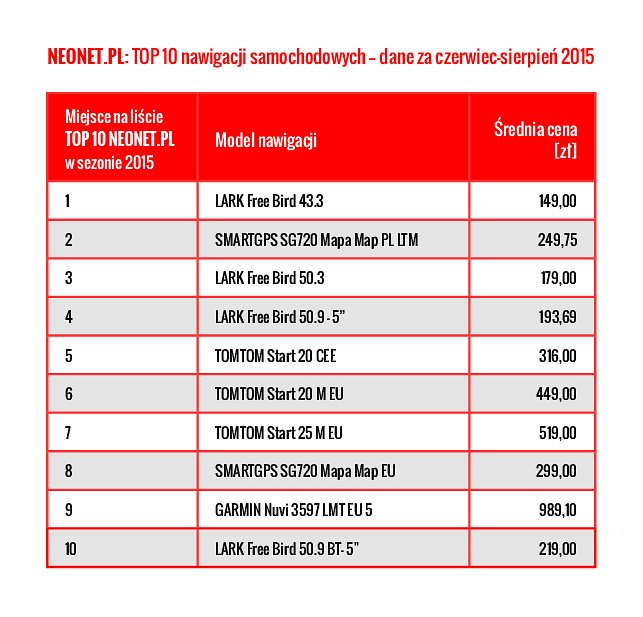 NEONET.PL: TOP 10 nawigacji samochodowych – dane za czerwiec-sierpień 2015
Miejsce na liście
TOP 10 NEONET.PL
w sezonie 2015
Model nawigacji
Średnia cena
[zł]
1 LARK Free Bird 43.3 149,00
2 SMARTGPS SG720 Mapa Map PL LTM 249,75
3 LARK Free Bird 50.3 179,00
4 LARK Free Bird 50.9 - 5” 193,69
5 TOMTOM Start 20 CEE 316,00
6 TOMTOM Start 20 M EU 449,00
7 TOMTOM Start 25 M EU 519,00
8 SMARTGPS SG720 Mapa Map EU 299,00
9 GARMIN Nuvi 3597 LMT EU 5 989,10
10 LARK Free Bird 50.9 BT- 5" 219,00